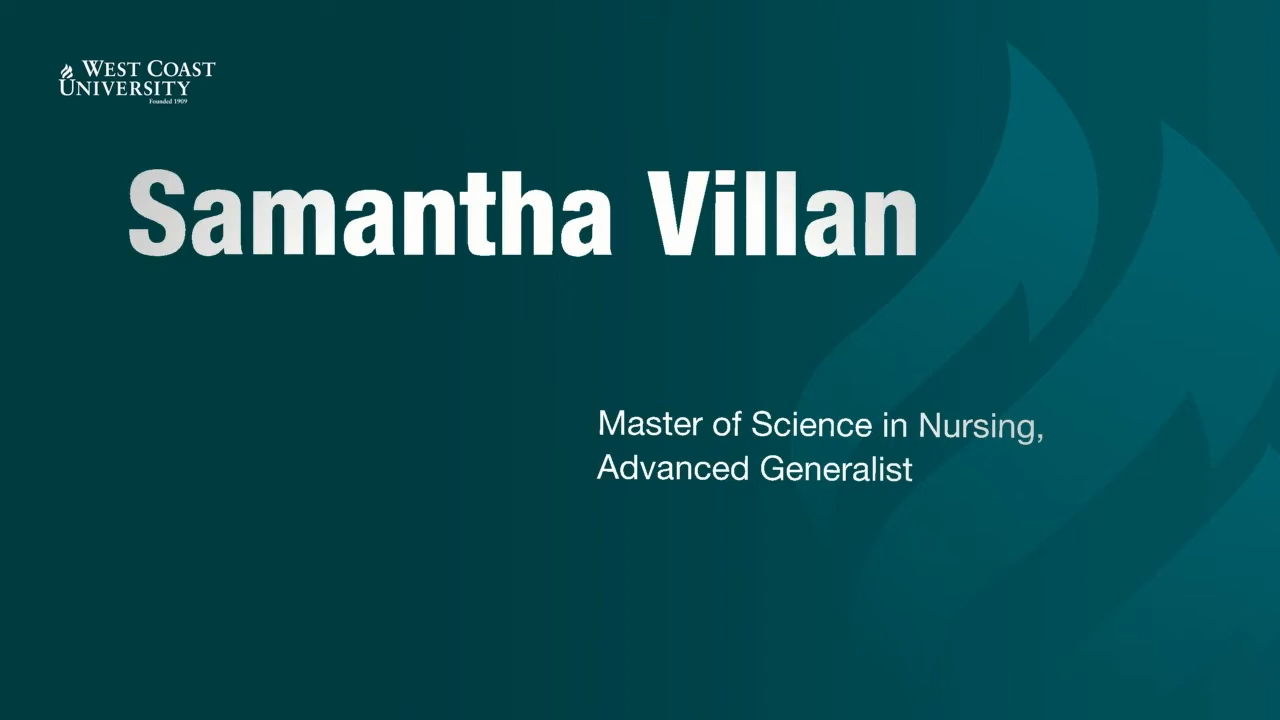 WEST COAST
UNIVERSITY
Founded 1909
Samantha Villan
Master of Science in Nursing,
Advanced Generalist